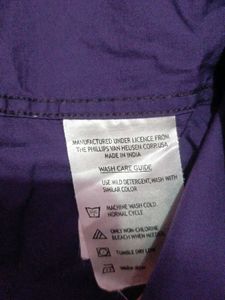 MANUFACTURED UNDER LICENCE FROM
THE PHILLIPS VAN HEUSEN CORP. USA
MADE IN INDIA
WASH CARE GUIDE
USE MILD DETERGENT, WASH WITH
SIMILAR COLOR
MACHINE WASH COLD
NORMAL CYCLE
ONLY NON-CHLORINE
BLEACH WHEN NEEDED
TUMBLE DRY LOW